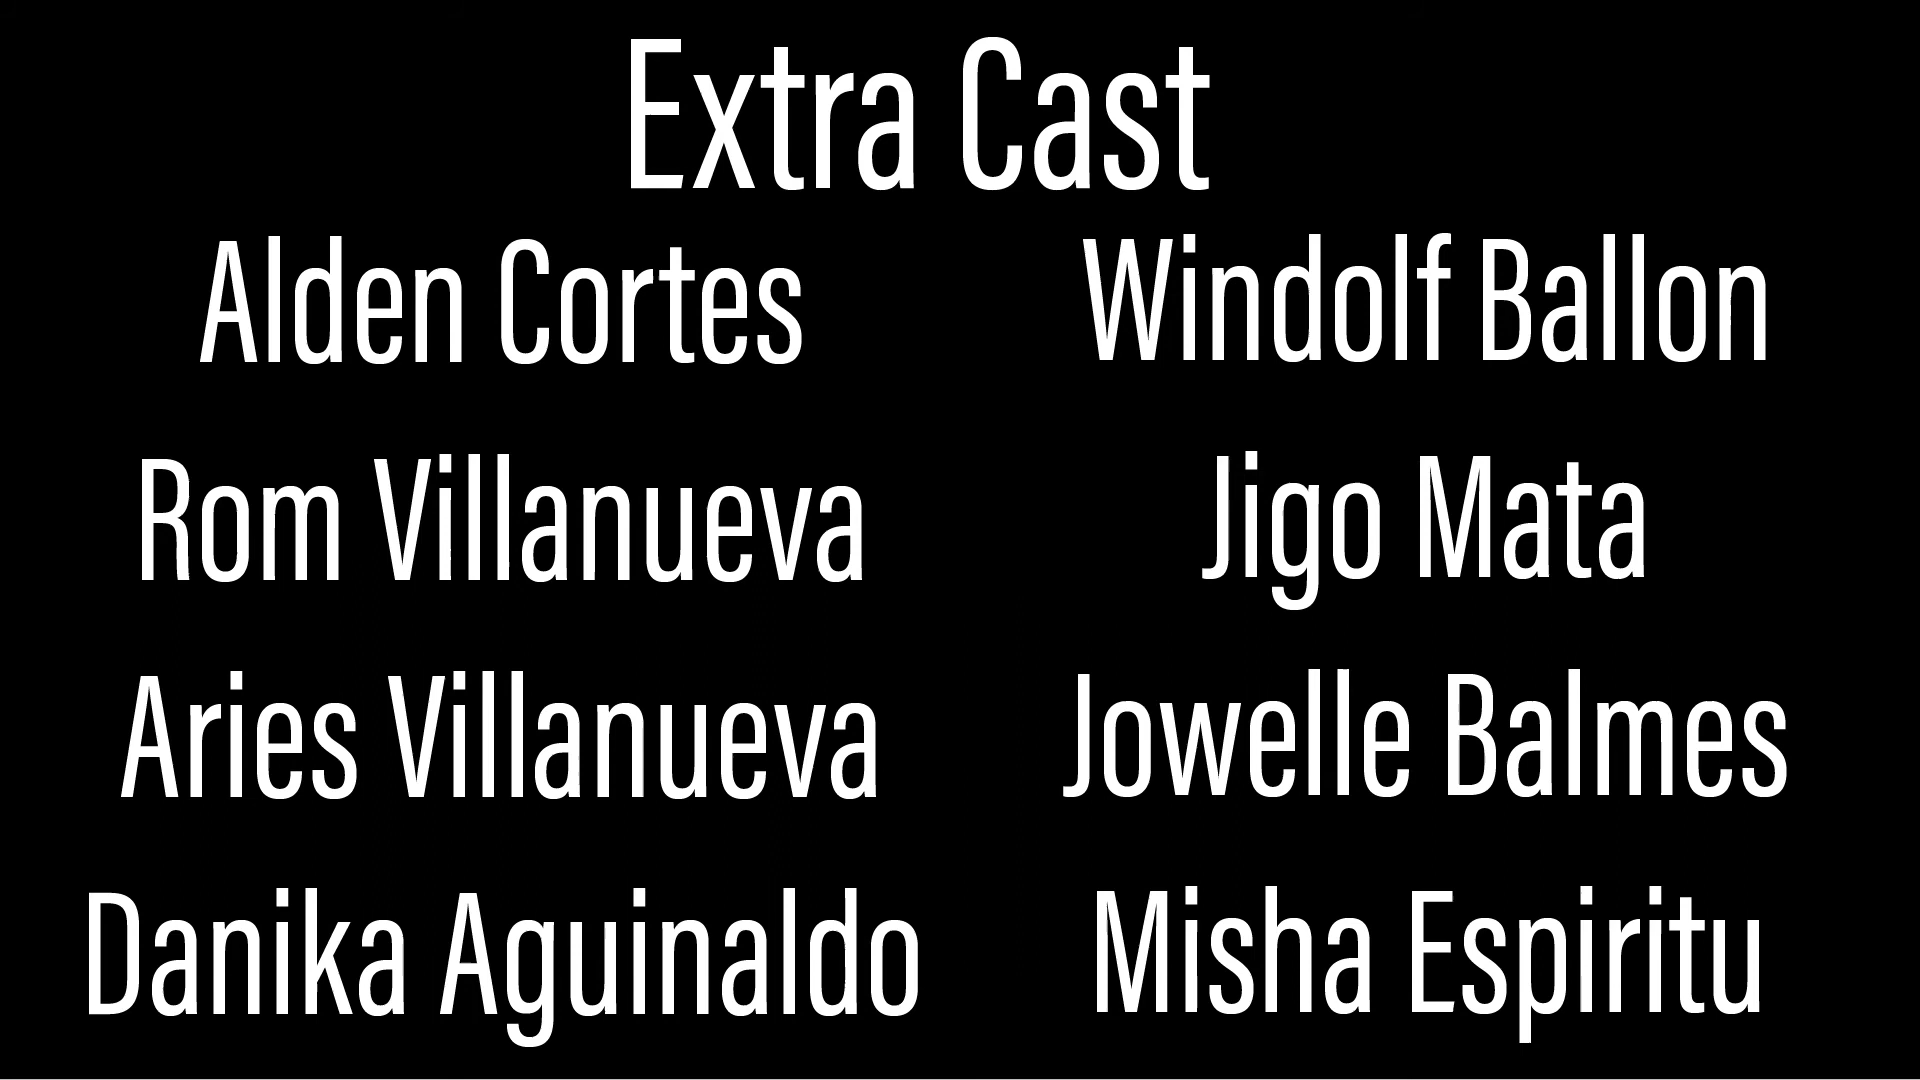 Extra Cast
Alden Cortes
Windolf Ballon
Rom Villanueva
Jigo Mata
Aries Villanueva
Jowelle Balmes
Danika Aguinaldo
Misha Espiritu